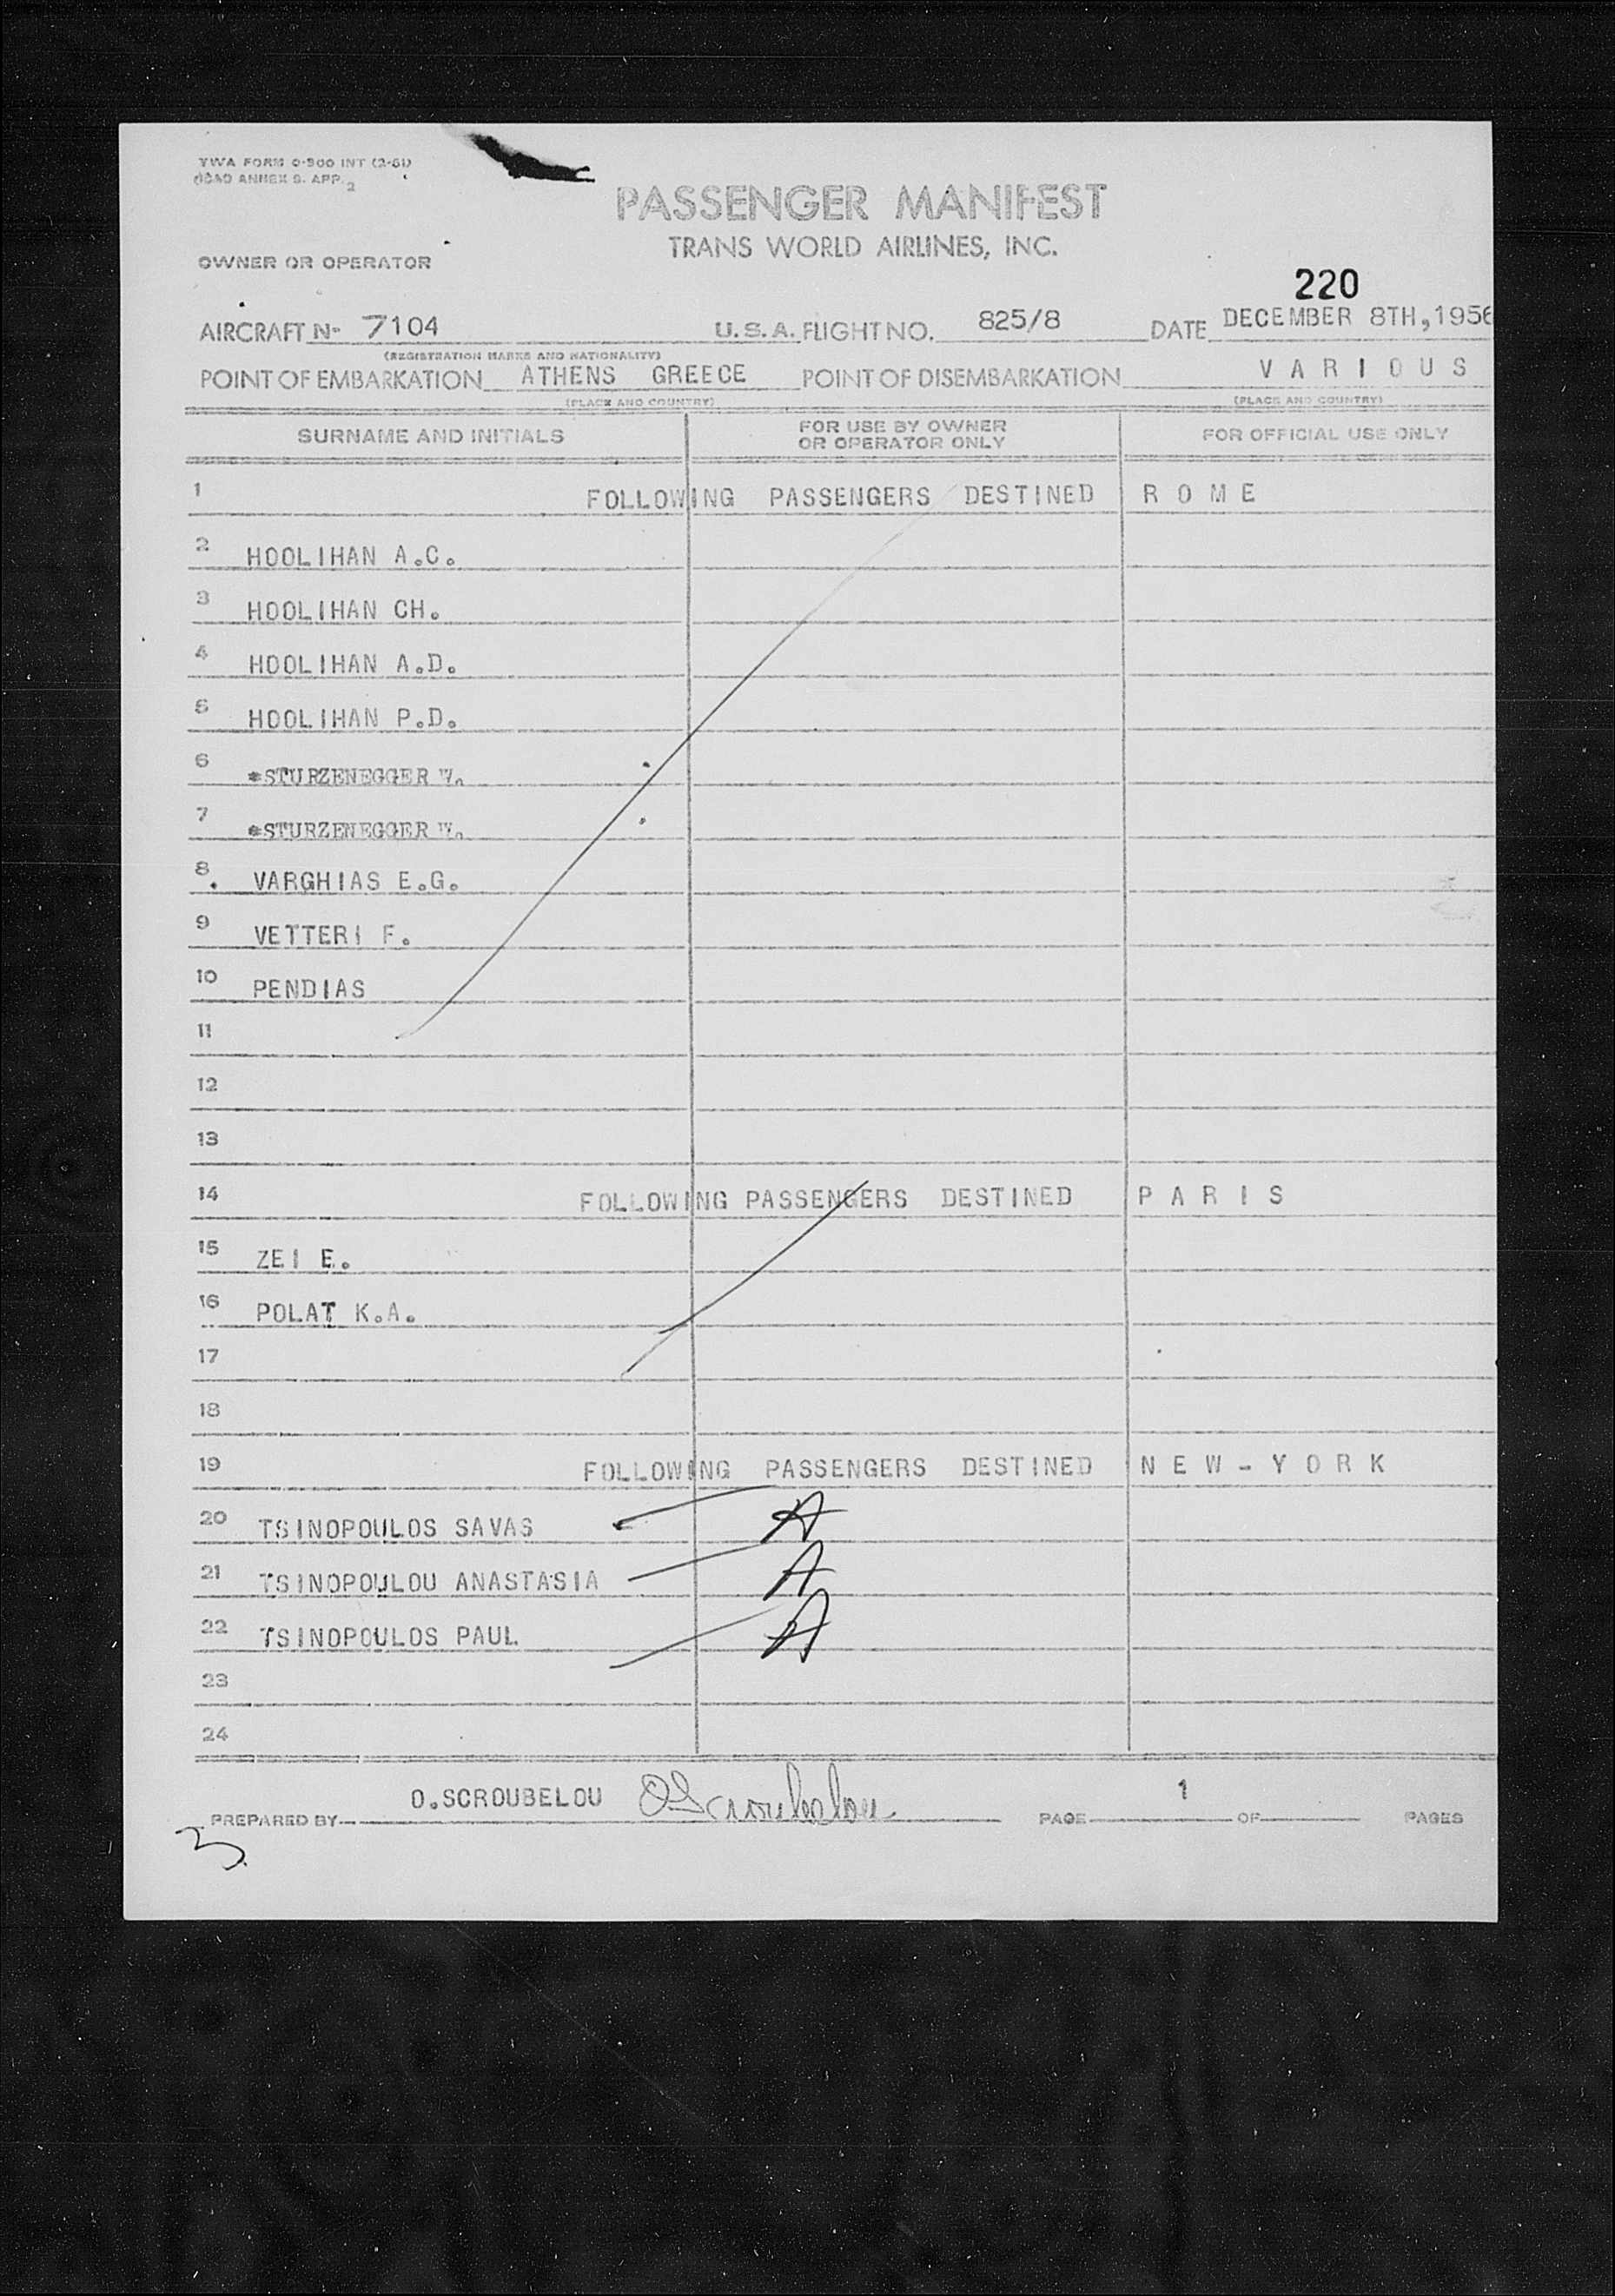 TWA FORM 0-500 INT (2-51)
ICAO ANNEX 9. APP. 2
PASSENGER MANIFEST
TRANS WORLD AIRLINES, INC.
OWNER OR OPERATOR
220
AIRCRAFT Nº 7104 U.S.A. FLIGHT NO. 825/8 DATE DECEMBER 8TH,1956
(REGISTRATION MARKS AND NATIONALITY)
POINT OF EMBARKATION ATHENS GREECE POINT OF DISEMBARKATION VARIOUS
(PLACE AND COUNTRY) (PLACE AND COUNTRY)
SURNAME AND INITIALS FOR USE BY OWNER OR OPERATOR ONLY FOR OFFICIAL USE ONLY
1 FOLLOWING PASSENGERS DESTINED ROME
2 HOOLIHAN A.C.
3 HOOLIHAN CH.
4 HOOLIHAN A.D.
5 HOOLIHAN P.D.
6 *STURZENEGGER W.
7 *STURZENEGGER W.
8. VARGHIAS E.G.
9 VETTERI F.
10 PENDIAS
11
12
13
14 FOLLOWING PASSENGERS DESTINED PARIS
15 ZEI E.
16 POLAT K.A.
17
18
19 FOLLOWING PASSENGERS DESTINED NEW-YORK
20 TSINOPOULOS SAVAS A
21 TSINOPOULOU ANASTASIA A
22 TSINOPOULOS PAUL A
23
24
PREPARED BY O.SCROUBELOU OScroubelou PAGE 1 OF PAGES
3